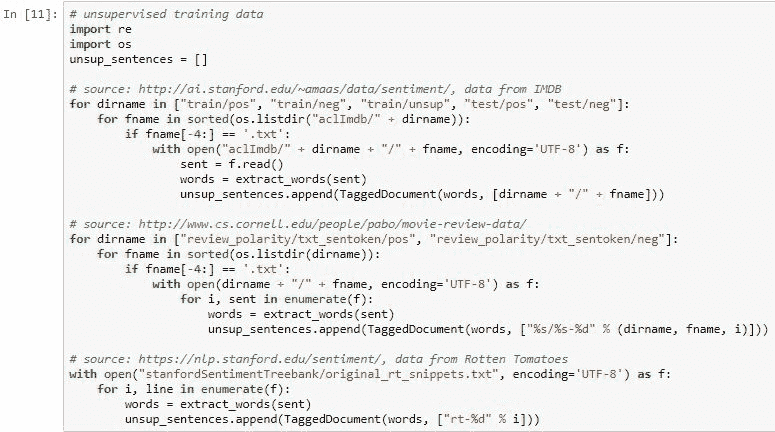 In [11]: # unsupervised training data
import re
import os
unsup_sentences = []

# source: http://ai.stanford.edu/~amaas/data/sentiment/, data from IMDB
for dirname in ["train/pos", "train/neg", "train/unsup", "test/pos", "test/neg"]:
    for fname in sorted(os.listdir("aclImdb/" + dirname)):
        if fname[-4:] == '.txt':
            with open("aclImdb/" + dirname + "/" + fname, encoding='UTF-8') as f:
                sent = f.read()
                words = extract_words(sent)
                unsup_sentences.append(TaggedDocument(words, [dirname + "/" + fname]))

# source: http://www.cs.cornell.edu/people/pabo/movie-review-data/
for dirname in ["review_polarity/txt_sentoken/pos", "review_polarity/txt_sentoken/neg"]:
    for fname in sorted(os.listdir(dirname)):
        if fname[-4:] == '.txt':
            with open(dirname + "/" + fname, encoding='UTF-8') as f:
                for i, sent in enumerate(f):
                    words = extract_words(sent)
                    unsup_sentences.append(TaggedDocument(words, ["%s/%s-%d" % (dirname, fname, i)]))

# source: https://nlp.stanford.edu/sentiment/, data from Rotten Tomatoes
with open("stanfordSentimentTreebank/original_rt_snippets.txt", encoding='UTF-8') as f:
    for i, line in enumerate(f):
        words = extract_words(sent)
        unsup_sentences.append(TaggedDocument(words, ["rt-%d" % i]))